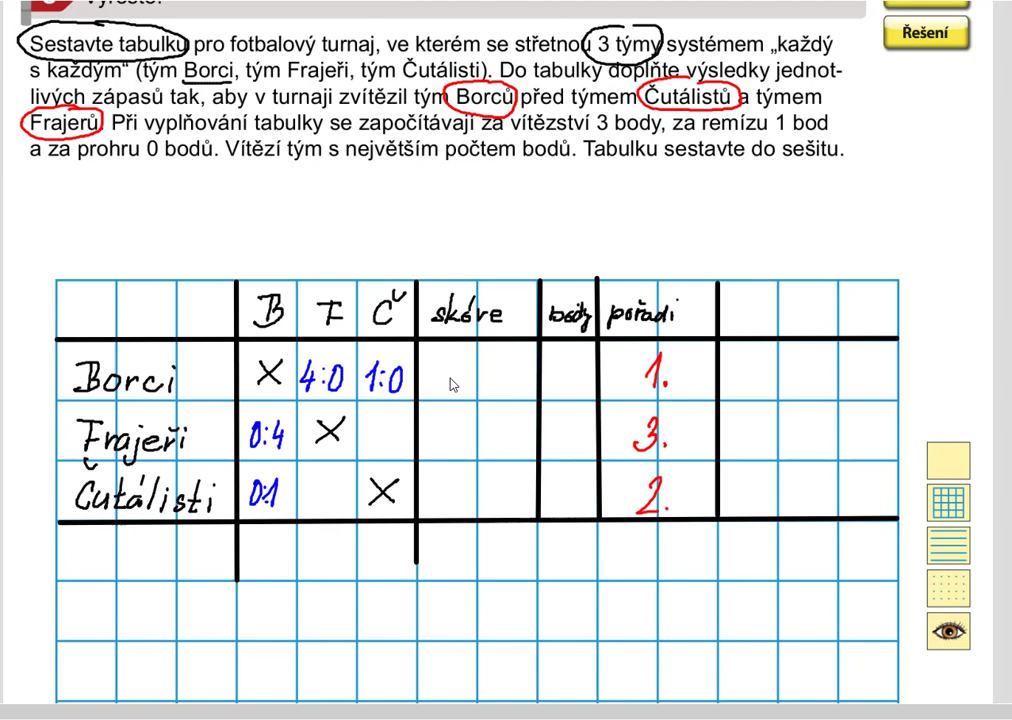 Řešení
Sestavte tabulku pro fotbalový turnaj, ve kterém se střetnou 3 týmy systémem „každý
s každým“ (tým Borci, tým Frajeři, tým Čutálisti). Do tabulky doplňte výsledky jednot-
livých zápasů tak, aby v turnaji zvítězil tým Borců před týmem Čutálistů a týmem
Frajerů. Při vyplňování tabulky se započítávají za vítězství 3 body, za remízu 1 bod
a za prohru 0 bodů. Vítězí tým s největším počtem bodů. Tabulku sestavte do sešitu.
B F Č skóre body pořadi
Borci X 4:0 1:0 1.
Frajeři 0:4 X 3.
Čutálisti 0:1 X 2.